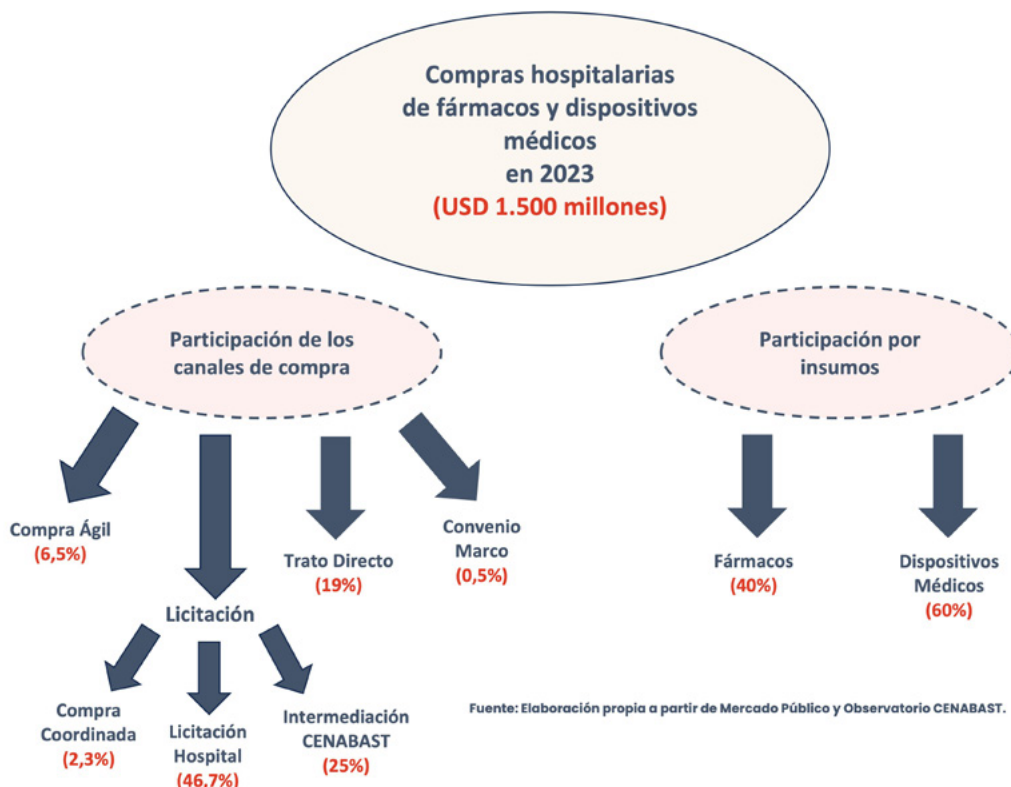 Compras hospitalarias
de fármacos y dispositivos
médicos
en 2023
(USD 1.500 millones)
Participación de los
canales de compra
Participación por
insumos
Compra Ágil
(6,5%)
Licitación
Trato Directo
(19%)
Convenio
Marco
(0,5%)
Fármacos
(40%)
Dispositivos
Médicos
(60%)
Compra
Coordinada
(2,3%)
Licitación
Hospital
(46,7%)
Intermediación
CENABAST
(25%)
Fuente: Elaboración propia a partir de Mercado Público y Observatorio CENABAST.